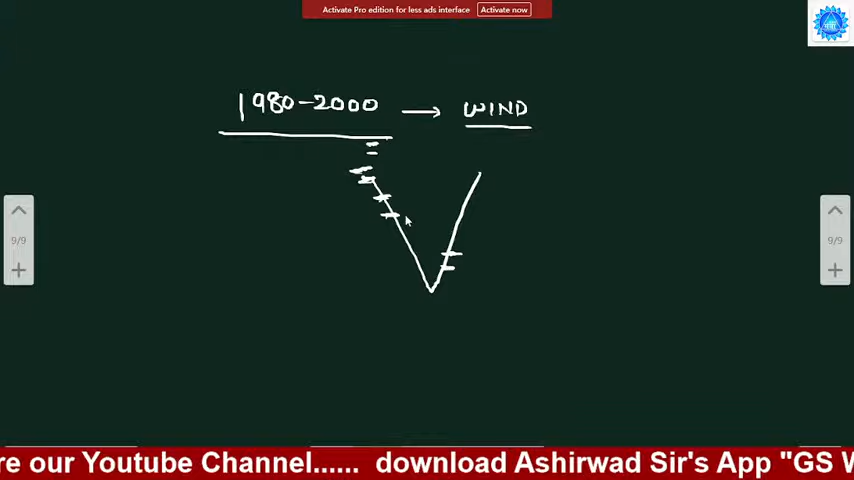 Activate Pro edition for less ads interface Activate now
1980-2000 → WIND
9/9 9/9
re our Youtube Channel...... download Ashirwad Sir's App "GS W